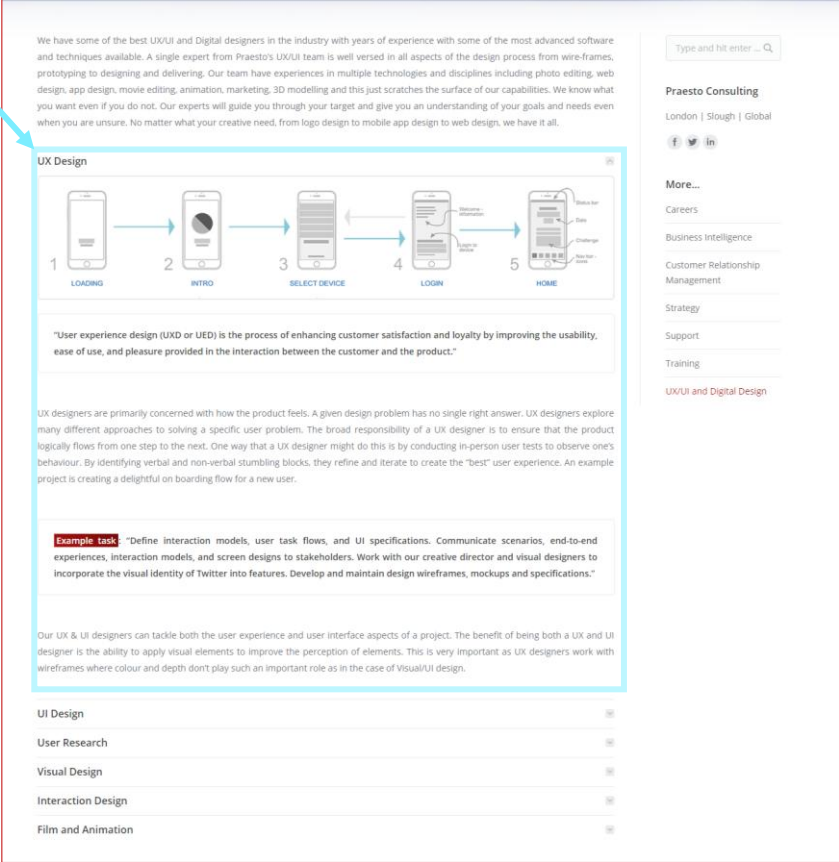 We have some of the best UX/UI and Digital designers in the industry with years of experience with some of the most advanced software
and techniques available. A single expert from Praesto's UX/UI team is well versed in all aspects of the design process from wire-frames,
prototyping to designing and delivering. Our team have experiences in multiple technologies and disciplines including photo editing, web
design, app design, movie editing, animation, marketing, 3D modelling and this just scratches the surface of our capabilities. We know what
you want even if you do not. Our experts will guide you through your target and give you an understanding of your goals and needs even
when you are unsure. No matter what your creative need, from logo design to mobile app design to web design, we have it all.
UX Design
Welcome -
information
Login to
device
Status bar
Data
Challenge
Nav bar -
icons
1
2
3
4
5
LOADING
INTRO
SELECT DEVICE
LOGIN
HOME
"User experience design (UXD or UED) is the process of enhancing customer satisfaction and loyalty by improving the usability,
ease of use, and pleasure provided in the interaction between the customer and the product."
UX designers are primarily concerned with how the product feels. A given design problem has no single right answer. UX designers explore
many different approaches to solving a specific user problem. The broad responsibility of a UX designer is to ensure that the product
logically flows from one step to the next. One way that a UX designer might do this is by conducting in-person user tests to observe one's
behaviour. By identifying verbal and non-verbal stumbling blocks, they refine and iterate to create the "best" user experience. An example
project is creating a delightful on boarding flow for a new user.
Example task: "Define interaction models, user task flows, and UI specifications. Communicate scenarios, end-to-end
experiences, interaction models, and screen designs to stakeholders. Work with our creative director and visual designers to
incorporate the visual identity of Twitter into features. Develop and maintain design wireframes, mockups and specifications."
Our UX & UI designers can tackle both the user experience and user interface aspects of a project. The benefit of being both a UX and UI
designer is the ability to apply visual elements to improve the perception of elements. This is very important as UX designers work with
wireframes where colour and depth don't play such an important role as in the case of Visual/UI design.
UI Design
User Research
Visual Design
Interaction Design
Film and Animation
Type and hit enter ...
Praesto Consulting
London | Slough | Global
More...
Careers
Business Intelligence
Customer Relationship
Management
Strategy
Support
Training
UX/UI and Digital Design